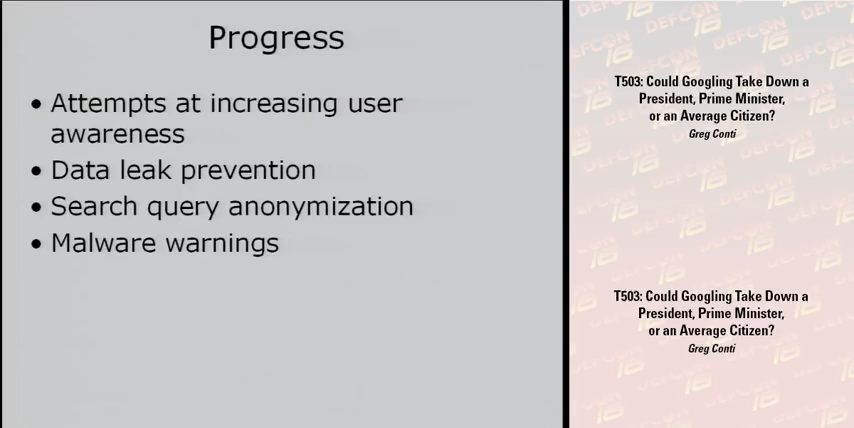 Progress
• Attempts at increasing user
awareness
• Data leak prevention
• Search query anonymization
• Malware warnings
T503: Could Googling Take Down a
President, Prime Minister,
or an Average Citizen?
Greg Conti
T503: Could Googling Take Down a
President, Prime Minister,
or an Average Citizen?
Greg Conti
DEFCON
16